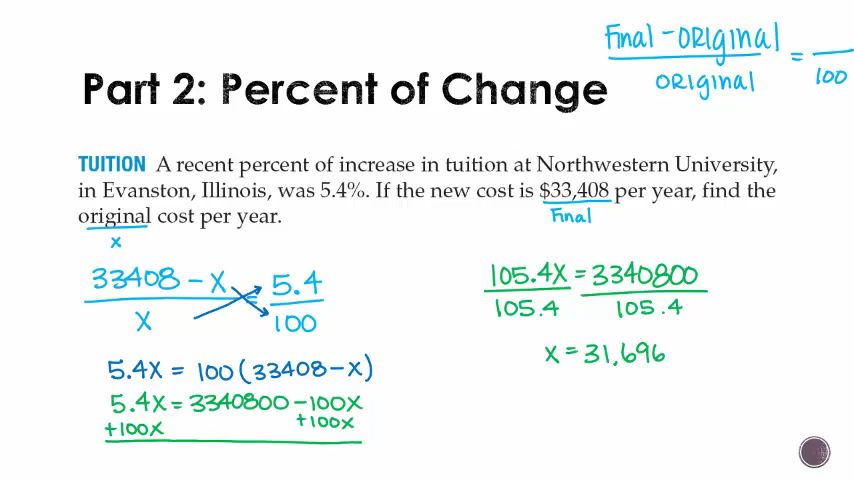 Final - Original
Original
=
100
Part 2: Percent of Change
TUITION A recent percent of increase in tuition at Northwestern University,
in Evanston, Illinois, was 5.4%. If the new cost is $33,408 per year, find the
original cost per year.
Final
x
33408 - x
x
=
5.4
100
5.4x = 100(33408 - x)
5.4x = 3340800 - 100x
+100x +100x
105.4x = 3340800
105.4 105.4
x = 31,696